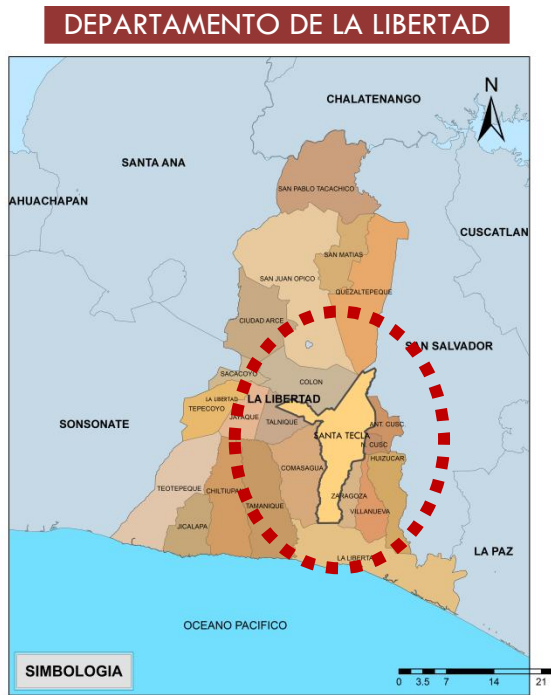 DEPARTAMENTO DE LA LIBERTAD
N
CHALATENANGO
SANTA ANA
SAN PABLO TACACHICO
AHUACHAPAN
CUSCATLAN
SAN MATIAS
SAN JUAN OPICO
QUEZALTEPEQUE
CIUDAD ARCE
SAN SALVADOR
SACACOYO
COLON
LA LIBERTAD
LA LIBERTAD
TEPECOYO
JAYAQUE
TALNIQUE
ANT. CUSC
SONSONATE
SANTA TECLA
N. CUSC
HUIZUCAR
COMASAGUA
TEOTEPEQUE
CHILTIUPAN
ZARAGOZA
TAMANIQUE
VILLANUEVA
JICALAPA
LA PAZ
LA LIBERTAD
OCEANO PACIFICO
SIMBOLOGIA
0 3.5 7 14 21